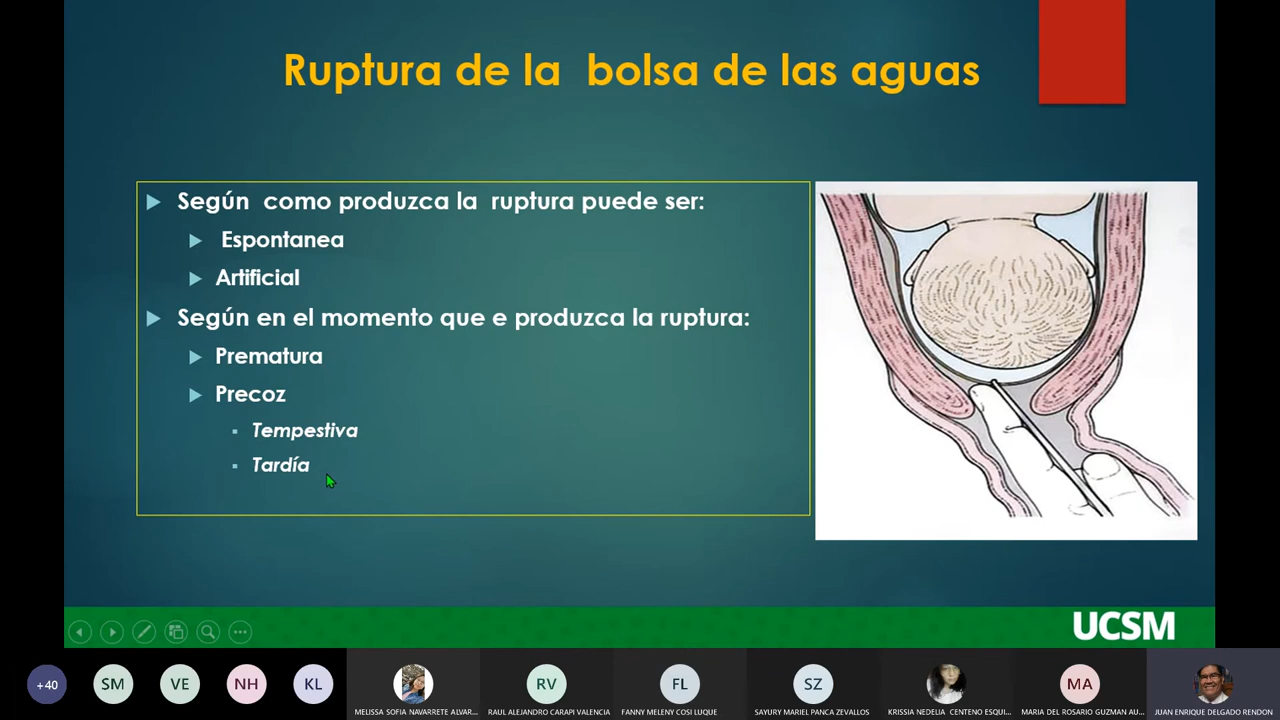 Ruptura de la bolsa de las aguas
Según como produzca la ruptura puede ser:
Espontanea
Artificial
Según en el momento que e produzca la ruptura:
Prematura
Precoz
Tempestiva
Tardía
UCSM
+40
SM
VE
NH
KL
RV
FL
SZ
MA
MELISSA SOFIA NAVARRETE ALVAR...
RAUL ALEJANDRO CARAPI VALENCIA
FANNY MELENY COSI LUQUE
SAYURY MARIEL PANCA ZEVALLOS
KRISSIA NEDELIA CENTENO ESQUI...
MARIA DEL ROSARIO GUZMAN AU...
JUAN ENRIQUE DELGADO RENDON